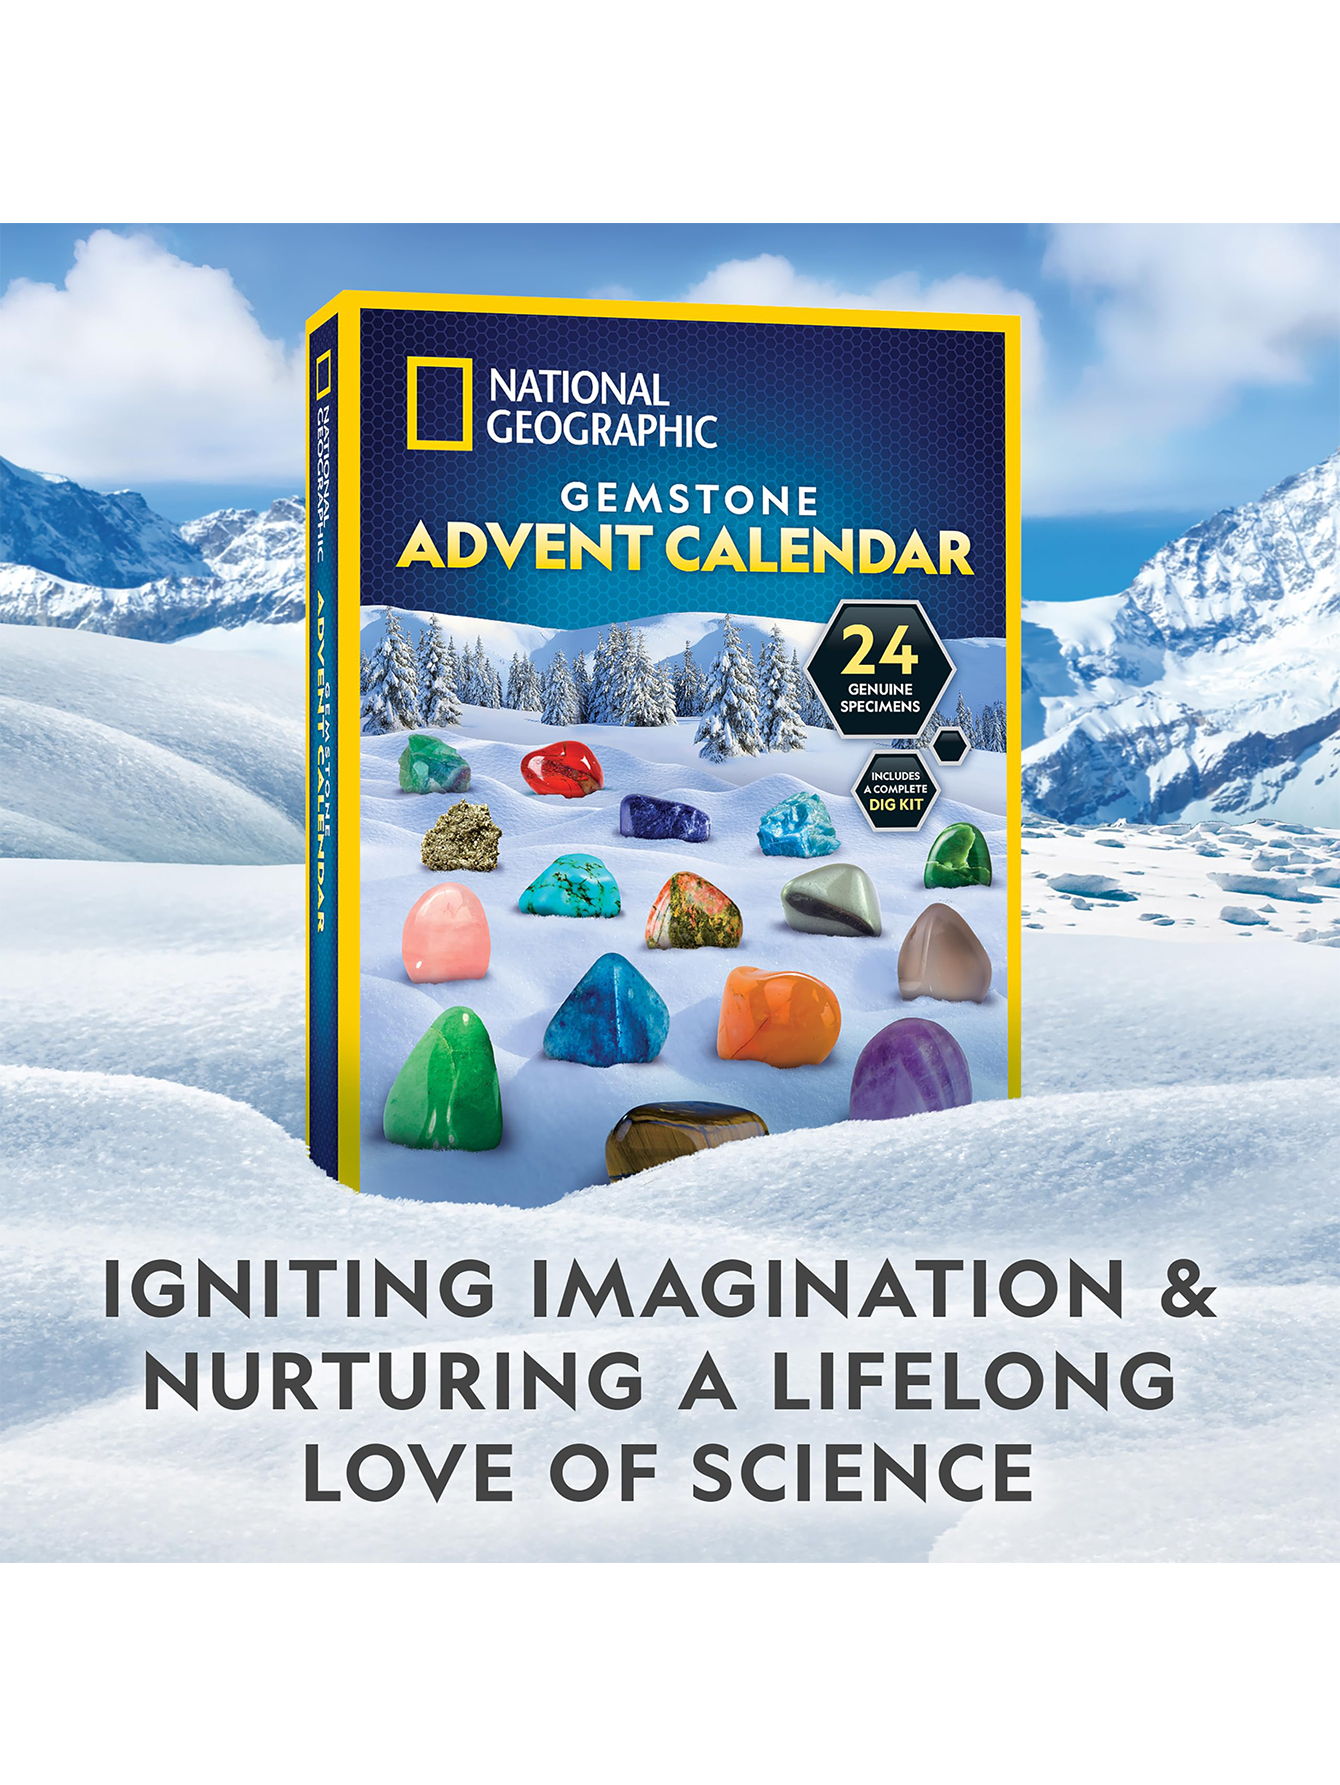 NATIONAL
GEOGRAPHIC
GEMSTONE
ADVENT CALENDAR
24
GENUINE
SPECIMENS
INCLUDES
A COMPLETE
DIG KIT
NATIONAL
GEOGRAPHIC
GEMSTONE
ADVENT CALENDAR
IGNITING IMAGINATION &
NURTURING A LIFELONG
LOVE OF SCIENCE